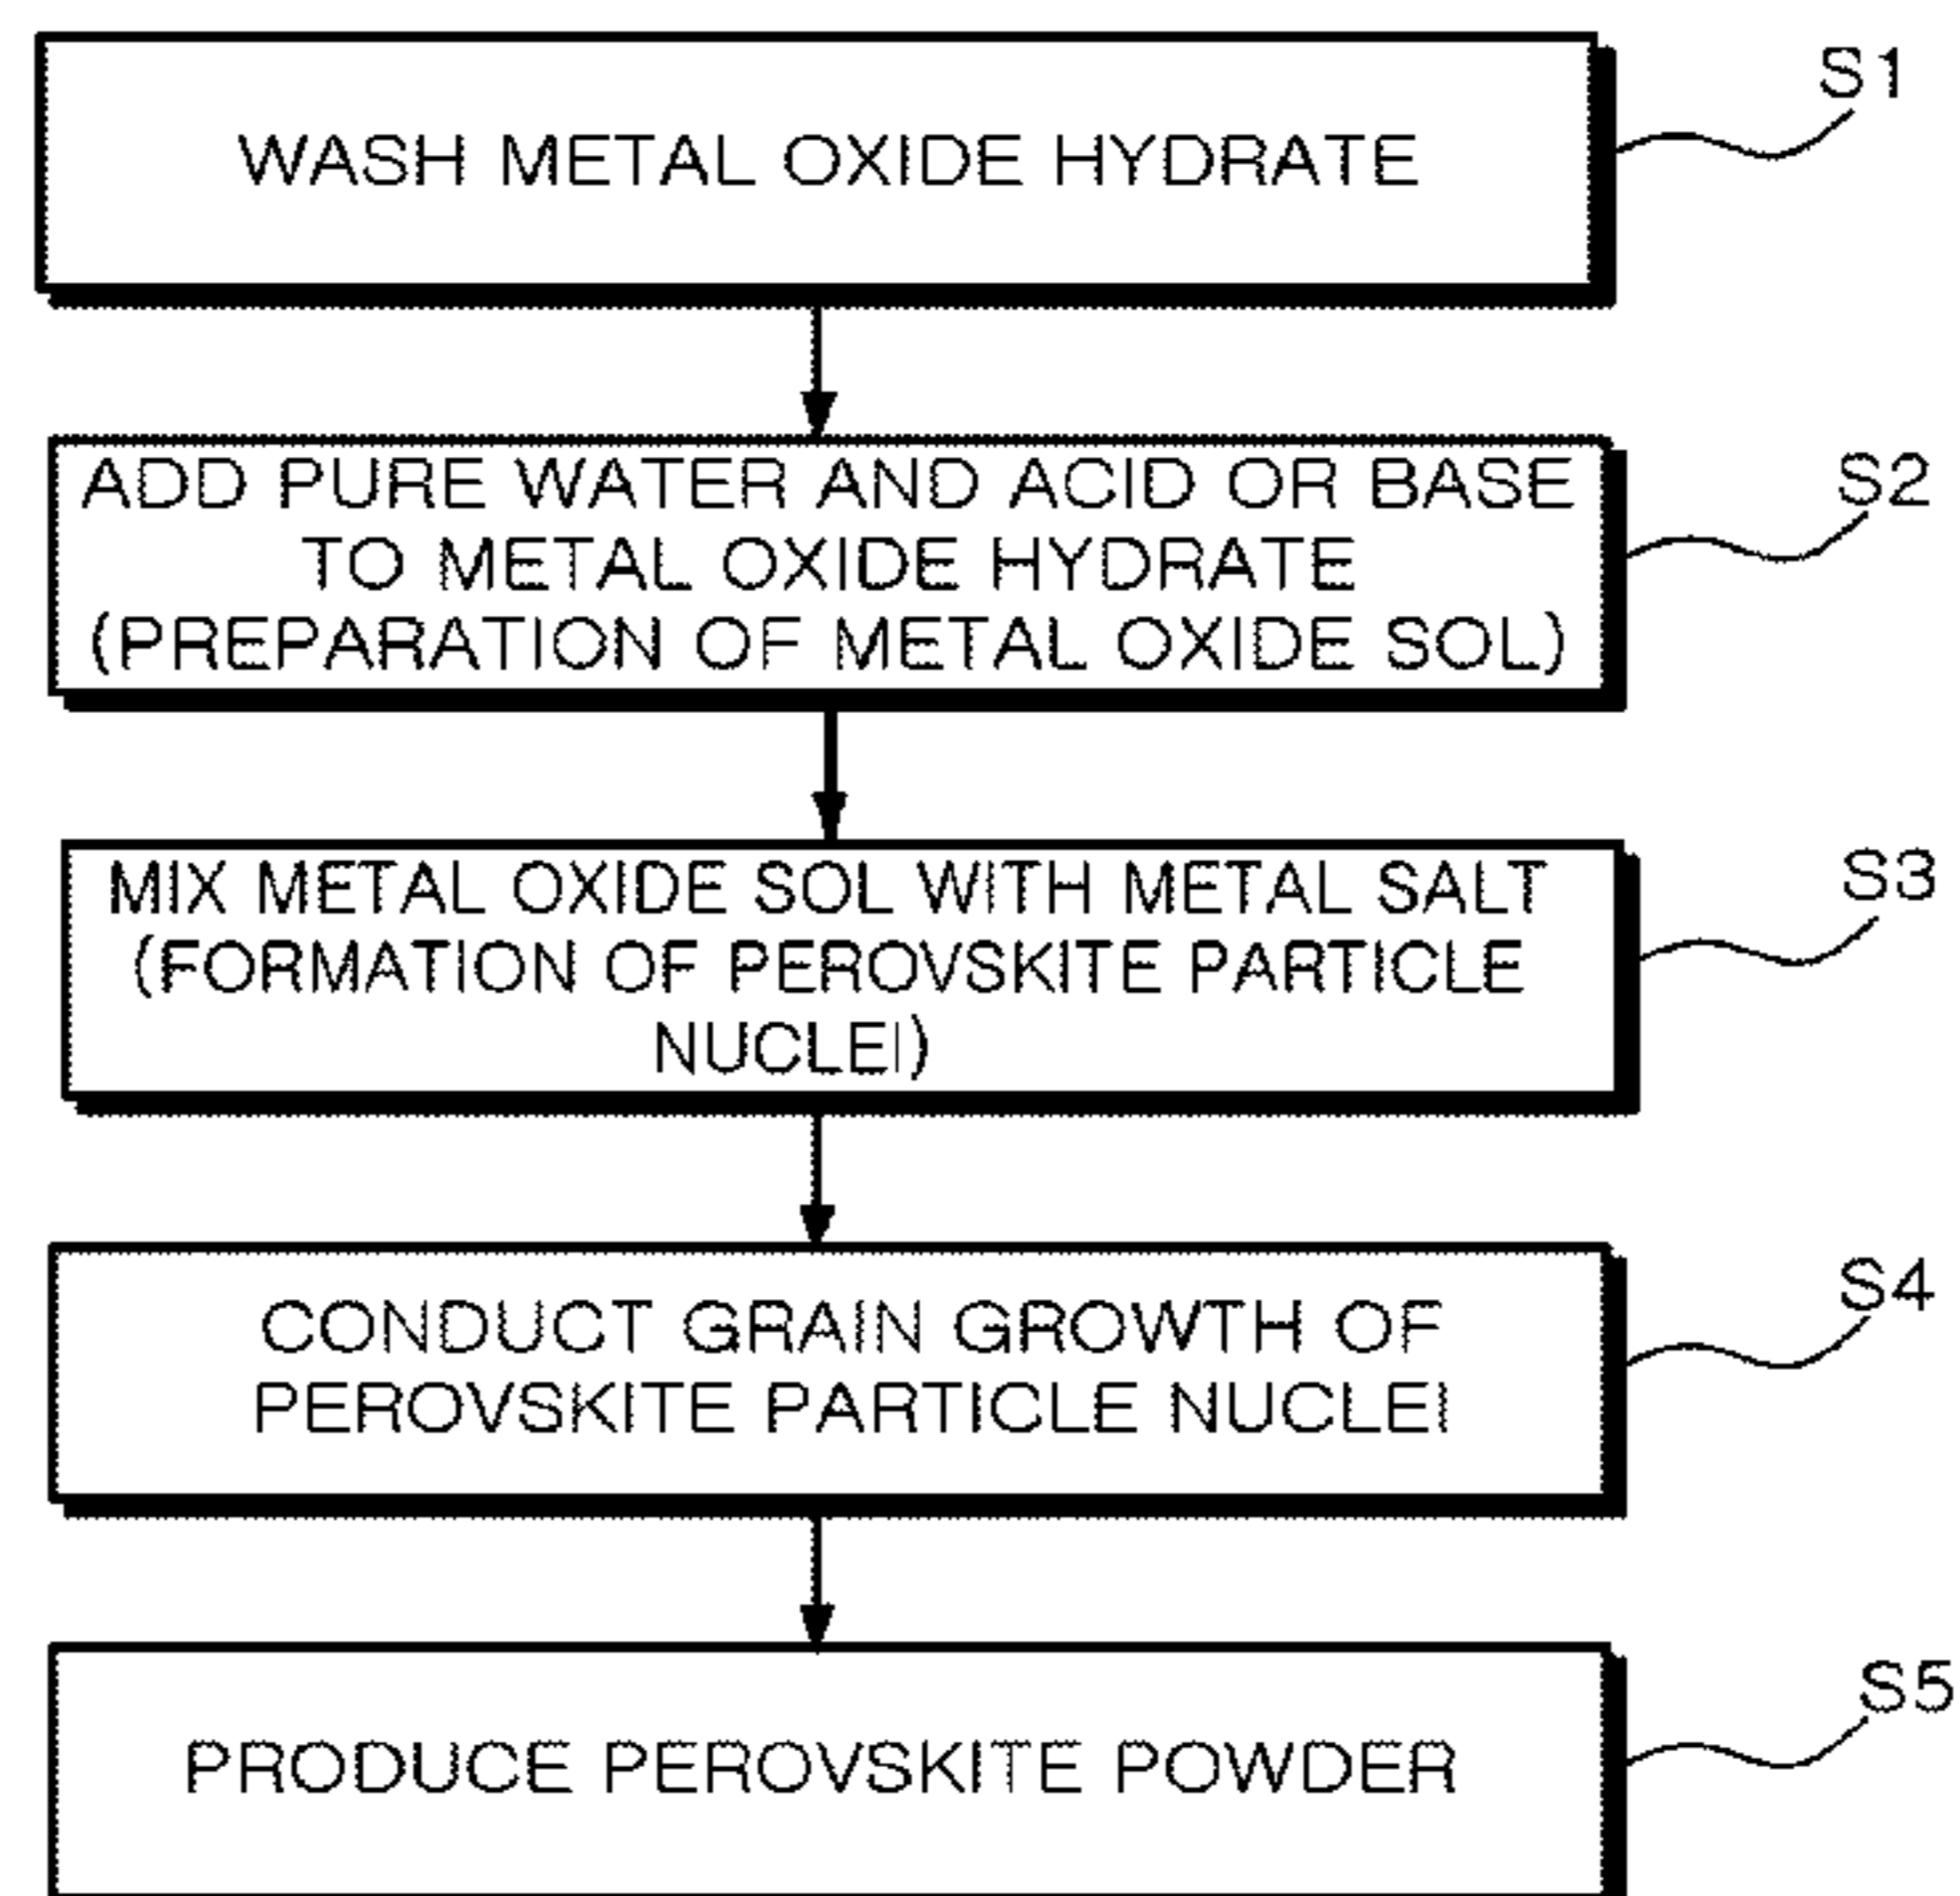 S1
WASH METAL OXIDE HYDRATE
S2
ADD PURE WATER AND ACID OR BASE
TO METAL OXIDE HYDRATE
(PREPARATION OF METAL OXIDE SOL)
S3
MIX METAL OXIDE SOL WITH METAL SALT
(FORMATION OF PEROVSKITE PARTICLE
NUCLEI)
S4
CONDUCT GRAIN GROWTH OF
PEROVSKITE PARTICLE NUCLEI
S5
PRODUCE PEROVSKITE POWDER